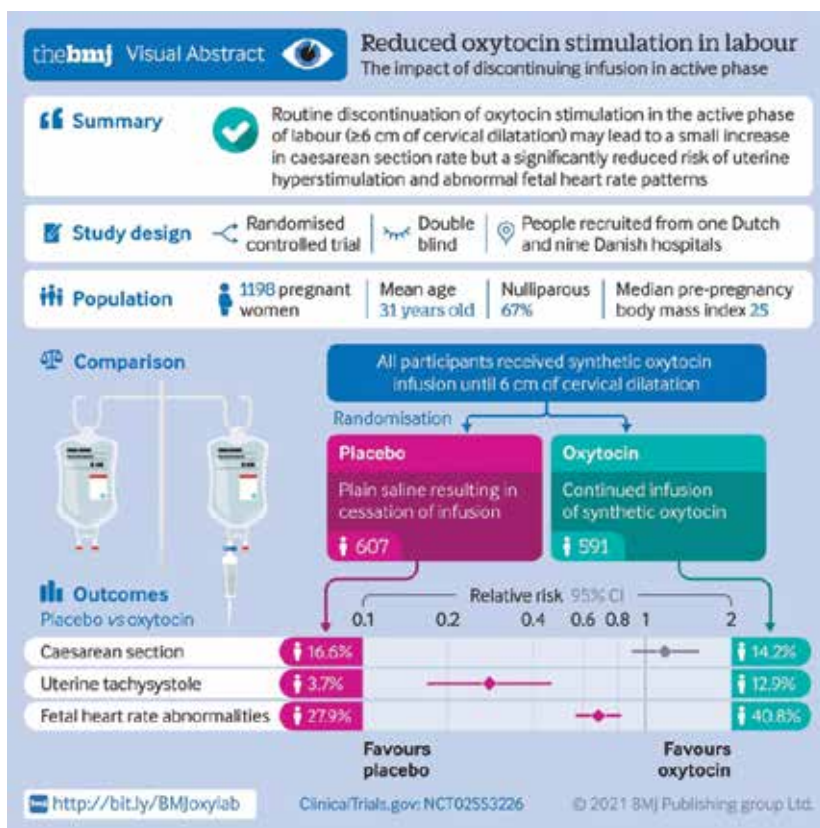 thebmj Visual Abstract
Reduced oxytocin stimulation in labour
The impact of discontinuing infusion in active phase
Summary
Routine discontinuation of oxytocin stimulation in the active phase
of labour (≥6 cm of cervical dilatation) may lead to a small increase
in caesarean section rate but a significantly reduced risk of uterine
hyperstimulation and abnormal fetal heart rate patterns
Study design
Randomised
controlled trial
Double
blind
People recruited from one Dutch
and nine Danish hospitals
Population
1198 pregnant
women
Mean age
31 years old
Nulliparous
67%
Median pre-pregnancy
body mass index 25
Comparison
All participants received synthetic oxytocin
infusion until 6 cm of cervical dilatation
Randomisation
Placebo
Plain saline resulting in
cessation of infusion
607
Oxytocin
Continued infusion
of synthetic oxytocin
591
Outcomes
Placebo vs oxytocin
Relative risk 95% CI
0.1 0.2 0.4 0.6 0.8 1 2
Caesarean section 16.6% 14.2%
Uterine tachysystole 3.7% 12.9%
Fetal heart rate abnormalities 27.9% 40.8%
Favours
placebo
Favours
oxytocin
bmj http://bit.ly/BMJoxylab
ClinicalTrials.gov: NCT02553226
© 2021 BMJ Publishing group Ltd.